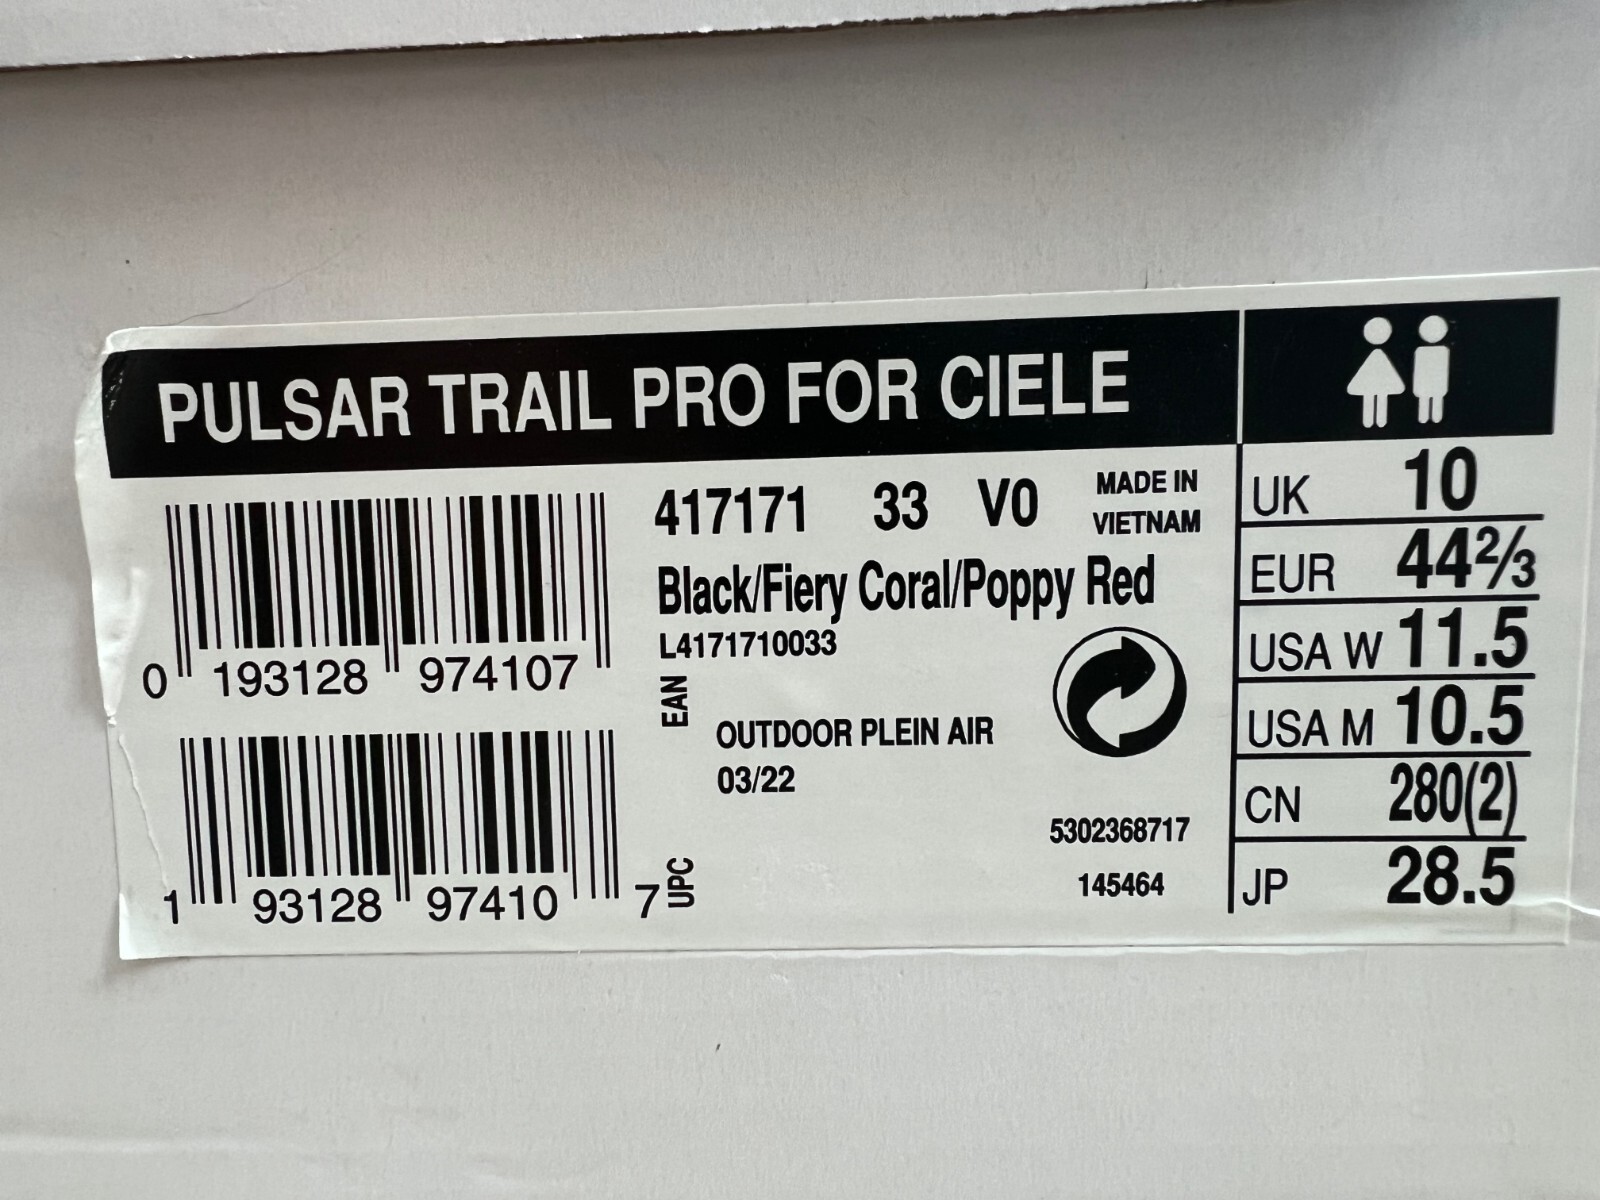 PULSAR TRAIL PRO FOR CIELE
417171 33 V0
MADE IN
VIETNAM
Black/Fiery Coral/Poppy Red
L4171710033
0 193128 974107
EAN
OUTDOOR PLEIN AIR
03/22
5302368717
145464
1 93128 97410 7
UPC
UK 10
EUR 44⅔
USA W 11.5
USA M 10.5
CN 280(2)
JP 28.5